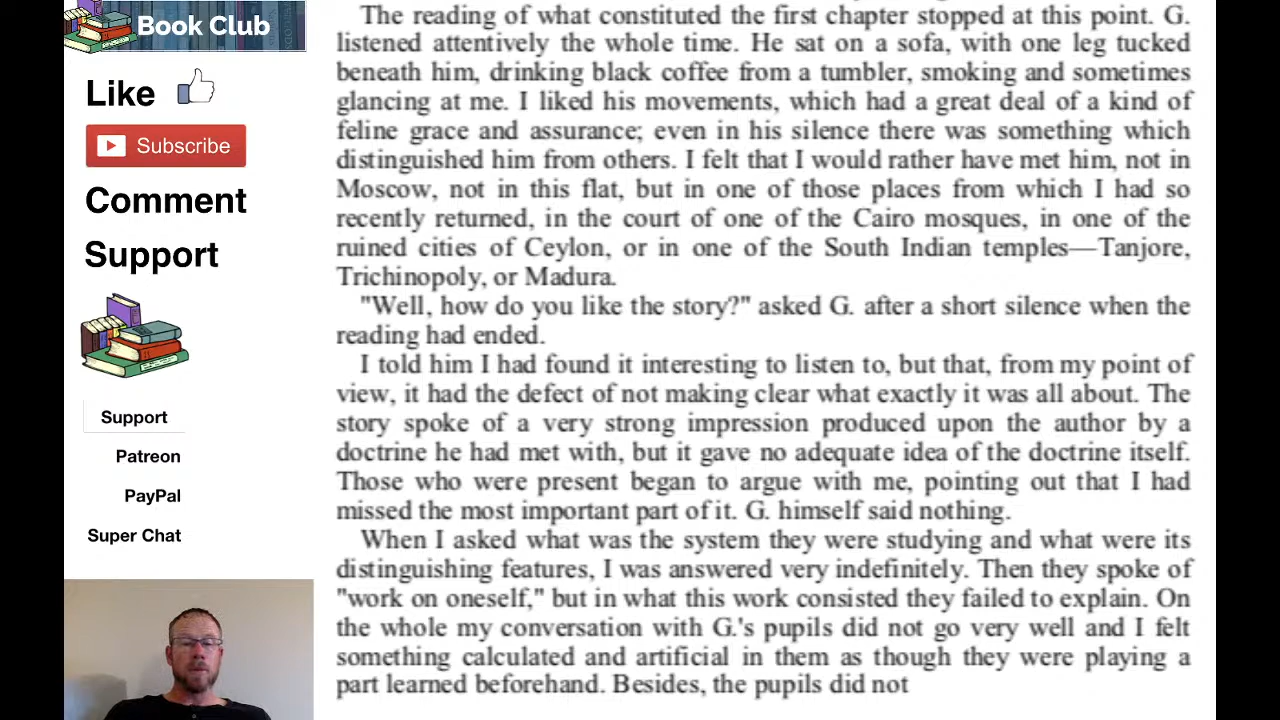 Book Club
Like
Subscribe
Comment
Support
Support
Patreon
PayPal
Super Chat
The reading of what constituted the first chapter stopped at this point. G.
listened attentively the whole time. He sat on a sofa, with one leg tucked
beneath him, drinking black coffee from a tumbler, smoking and sometimes
glancing at me. I liked his movements, which had a great deal of a kind of
feline grace and assurance; even in his silence there was something which
distinguished him from others. I felt that I would rather have met him, not in
Moscow, not in this flat, but in one of those places from which I had so
recently returned, in the court of one of the Cairo mosques, in one of the
ruined cities of Ceylon, or in one of the South Indian temples—Tanjore,
Trichinopoly, or Madura.
"Well, how do you like the story?" asked G. after a short silence when the
reading had ended.
I told him I had found it interesting to listen to, but that, from my point of
view, it had the defect of not making clear what exactly it was all about. The
story spoke of a very strong impression produced upon the author by a
doctrine he had met with, but it gave no adequate idea of the doctrine itself.
Those who were present began to argue with me, pointing out that I had
missed the most important part of it. G. himself said nothing.
When I asked what was the system they were studying and what were its
distinguishing features, I was answered very indefinitely. Then they spoke of
"work on oneself," but in what this work consisted they failed to explain. On
the whole my conversation with G.'s pupils did not go very well and I felt
something calculated and artificial in them as though they were playing a
part learned beforehand. Besides, the pupils did not